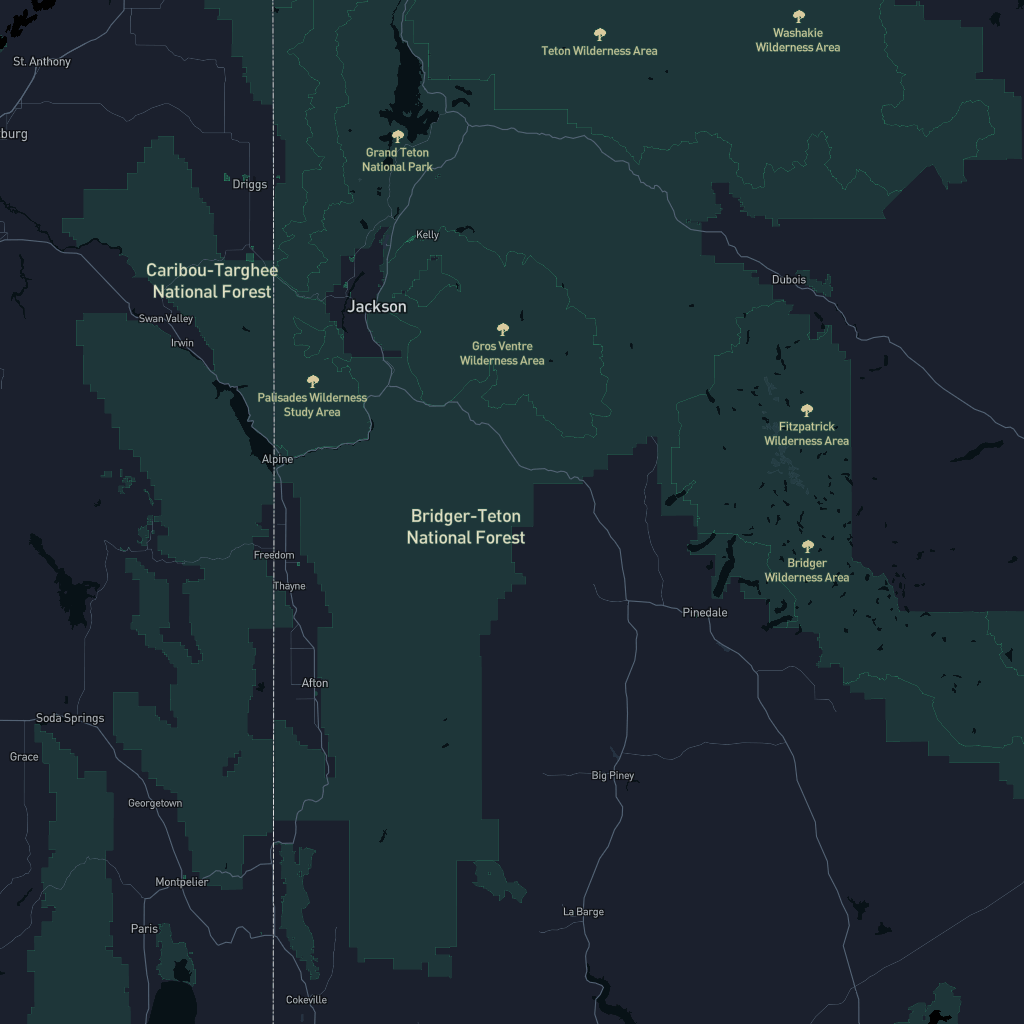 Washakie
Wilderness Area
Teton Wilderness Area
St. Anthony
burg
Grand Teton
National Park
Driggs
Kelly
Caribou-Targhee
National Forest
Dubois
Jackson
Swan Valley
Irwin
Gros Ventre
Wilderness Area
Palisades Wilderness
Study Area
Fitzpatrick
Wilderness Area
Alpine
Bridger-Teton
National Forest
Freedom
Bridger
Wilderness Area
Thayne
Pinedale
Afton
Soda Springs
Grace
Big Piney
Georgetown
Montpelier
La Barge
Paris
Cokeville